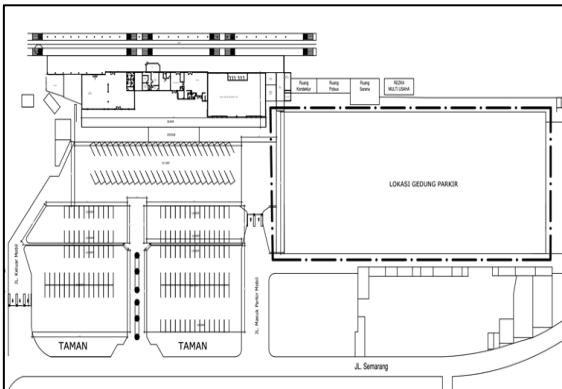 Ruang
Kondektur
Ruang
Polsus
Ruang
Sarana
REZKA
MULTI USAHA
LOKASI GEDUNG PARKIR
JL. Keluar Mobil
JL. Masuk Parkir Mobil
TAMAN
TAMAN
JL. Semarang